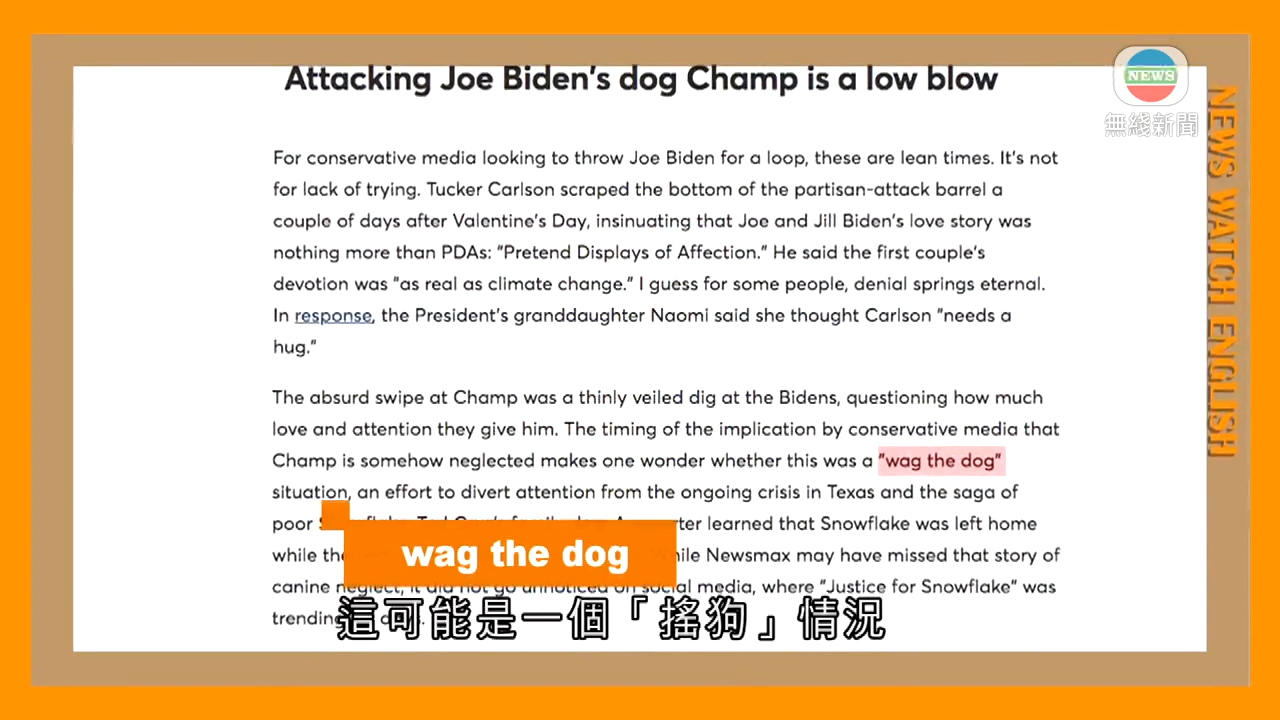 Attacking Joe Biden's dog Champ is a low blow
NEWS
無綫新聞
NEWS WATCH ENGLISH
For conservative media looking to throw Joe Biden for a loop, these are lean times. It's not
for lack of trying. Tucker Carlson scraped the bottom of the partisan-attack barrel a
couple of days after Valentine's Day, insinuating that Joe and Jill Biden's love story was
nothing more than PDAs: "Pretend Displays of Affection." He said the first couple's
devotion was "as real as climate change." I guess for some people, denial springs eternal.
In response, the President's granddaughter Naomi said she thought Carlson "needs a
hug."
The absurd swipe at Champ was a thinly veiled dig at the Bidens, questioning how much
love and attention they give him. The timing of the implication by conservative media that
Champ is somehow neglected makes one wonder whether this was a "wag the dog"
situation, an effort to divert attention from the ongoing crisis in Texas and the saga of
poor learned that Snowflake was left home
while Newsmax may have missed that story of
canine neglect, it did not go unnoticed on social media, where "Justice for Snowflake" was
trending
wag the dog
這可能是一個「搖狗」情況